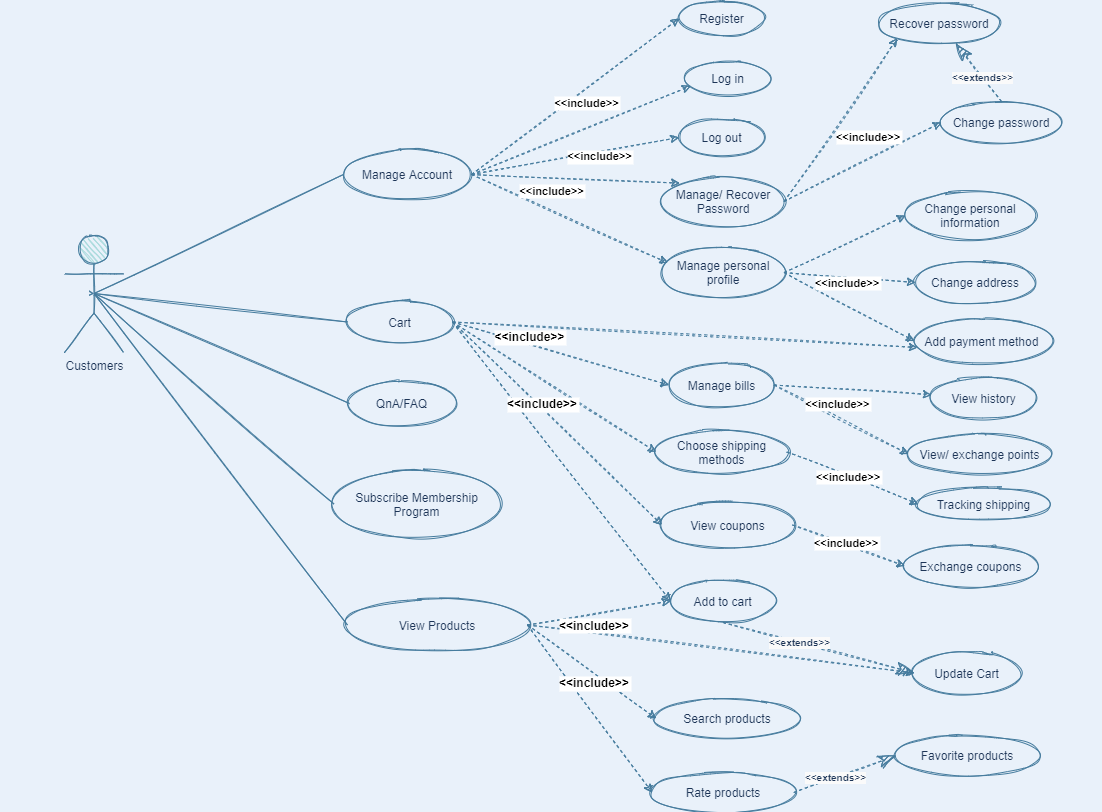 Register
Recover password
Log in
<<extends>>
<<include>>
Change password
Log out
<<include>>
<<include>>
Manage Account
<<include>>
Manage/ Recover
Password
Change personal
information
Manage personal
profile
<<include>>
Change address
Customers
Cart
<<include>>
Add payment method
Manage bills
View history
QnA/FAQ
<<include>>
<<include>>
Choose shipping
methods
View/ exchange points
<<include>>
Subscribe Membership
Program
Tracking shipping
View coupons
<<include>>
Exchange coupons
Add to cart
View Products
<<include>>
<<extends>>
Update Cart
<<include>>
Search products
Favorite products
<<extends>>
Rate products